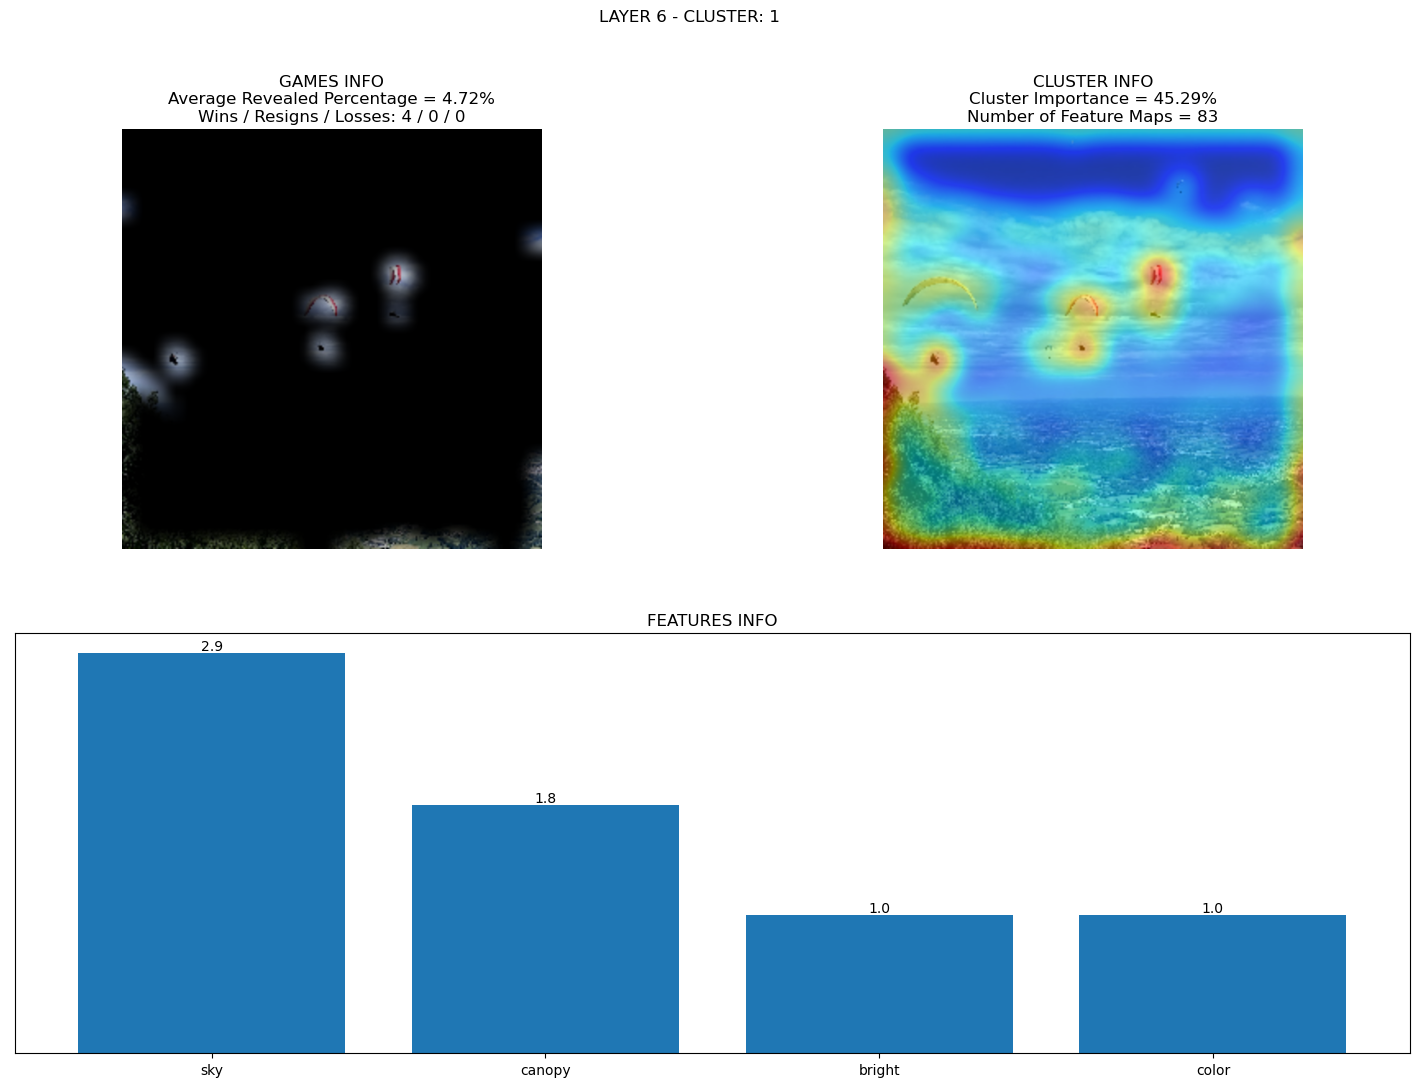 LAYER 6 - CLUSTER: 1
GAMES INFO
Average Revealed Percentage = 4.72%
Wins / Resigns / Losses: 4 / 0 / 0
CLUSTER INFO
Cluster Importance = 45.29%
Number of Feature Maps = 83
FEATURES INFO
2.9
1.8
1.0
1.0
sky
canopy
bright
color